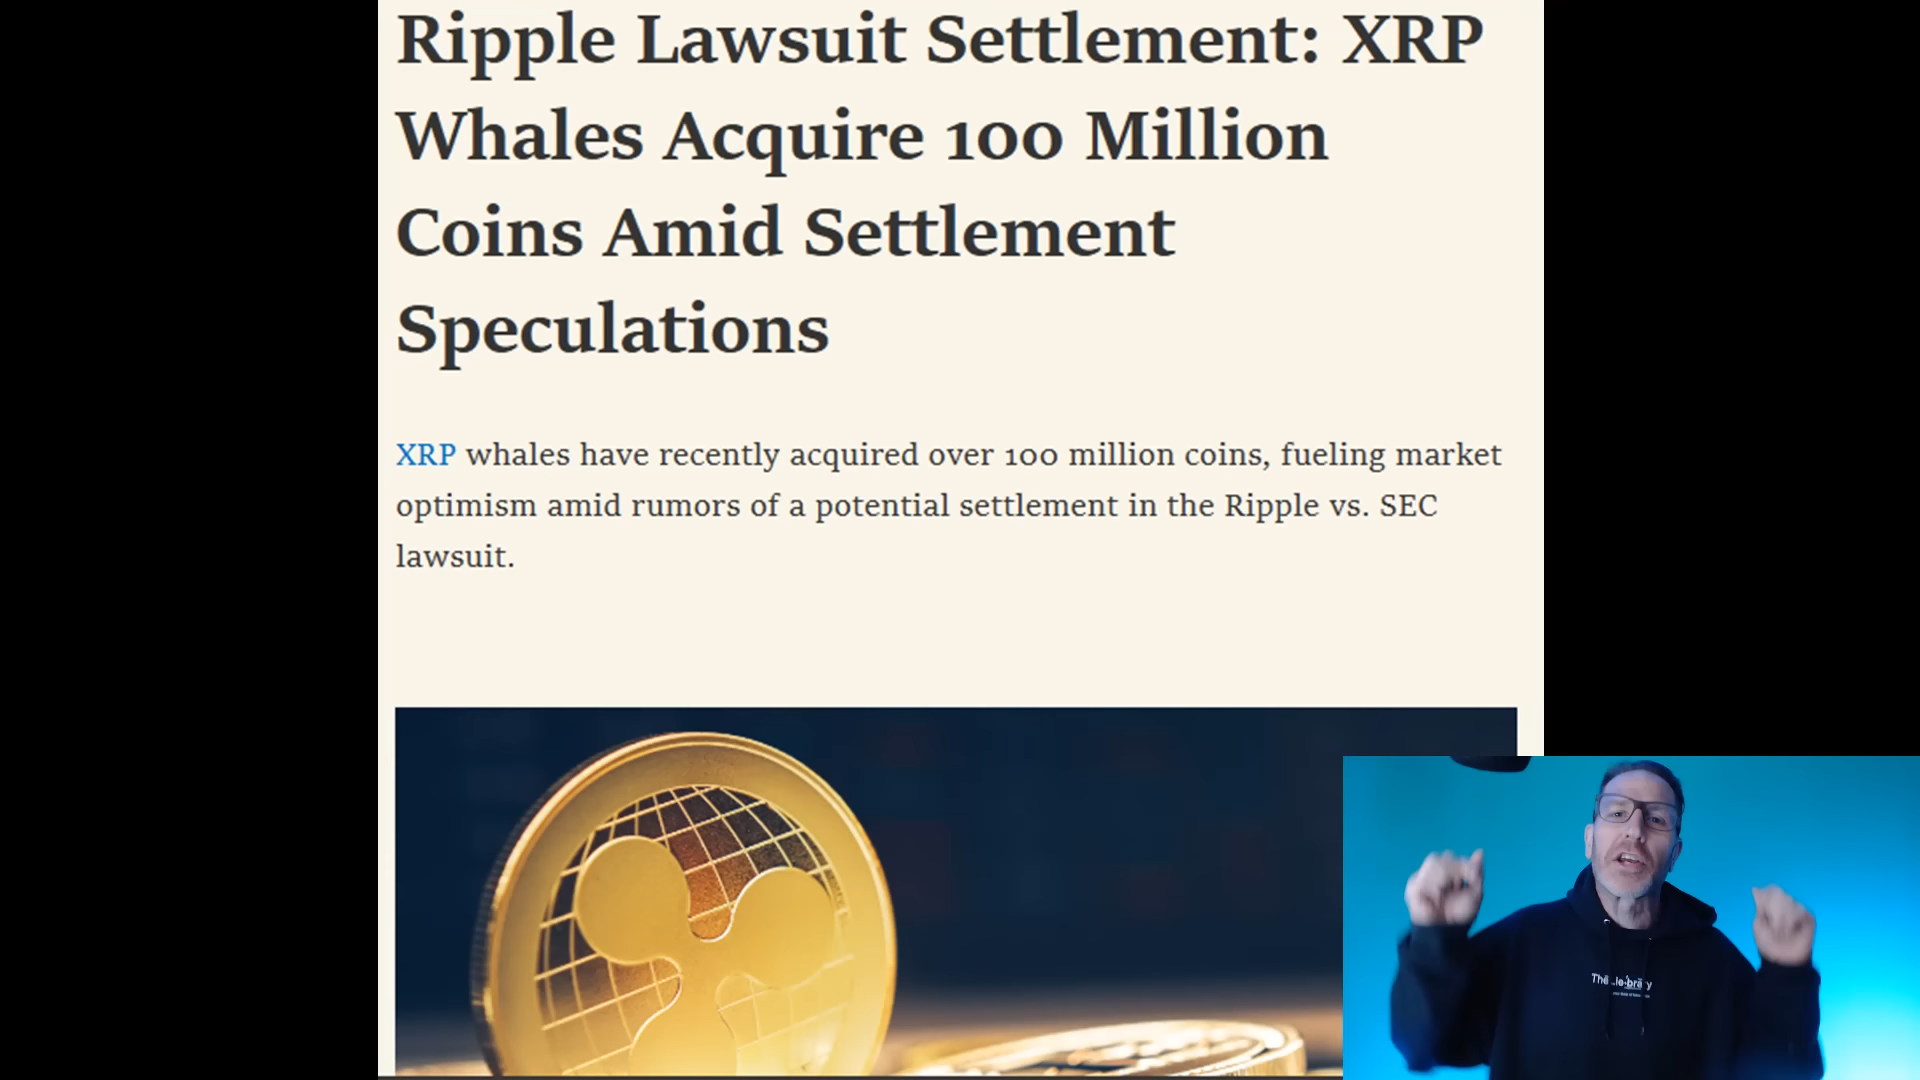 Ripple Lawsuit Settlement: XRP
Whales Acquire 100 Million
Coins Amid Settlement
Speculations
XRP whales have recently acquired over 100 million coins, fueling market
optimism amid rumors of a potential settlement in the Ripple vs. SEC
lawsuit.
The